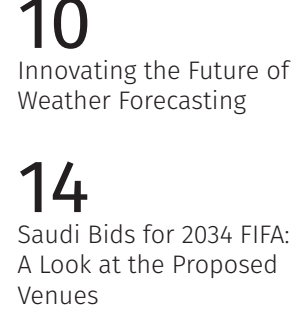 10
Innovating the Future of
Weather Forecasting
14
Saudi Bids for 2034 FIFA:
A Look at the Proposed
Venues